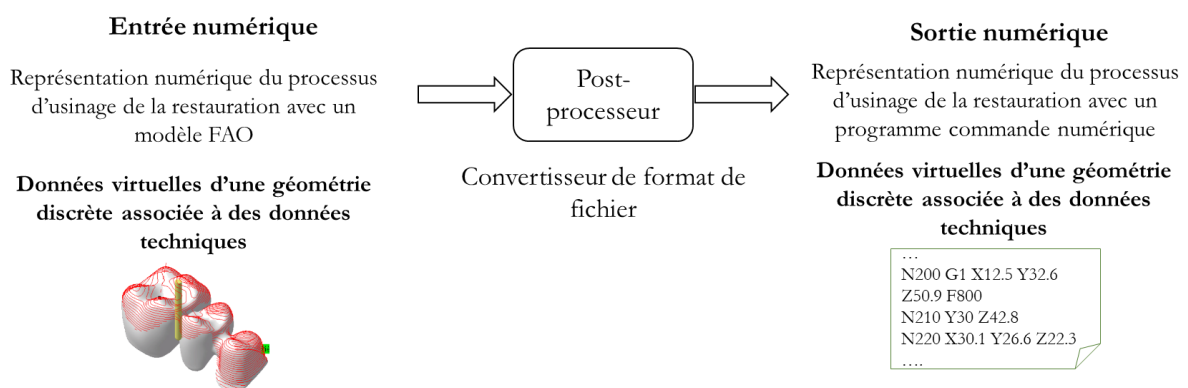 Entrée numérique
Représentation numérique du processus
d'usinage de la restauration avec un
modèle FAO
Données virtuelles d'une géométrie
discrète associée à des données
techniques
Post-
processeur
Convertisseur de format de
fichier
Sortie numérique
Représentation numérique du processus
d'usinage de la restauration avec un
programme commande numérique
Données virtuelles d'une géométrie
discrète associée à des données
techniques
…
N200 G1 X12.5 Y32.6
Z50.9 F800
N210 Y30 Z42.8
N220 X30.1 Y26.6 Z22.3
….